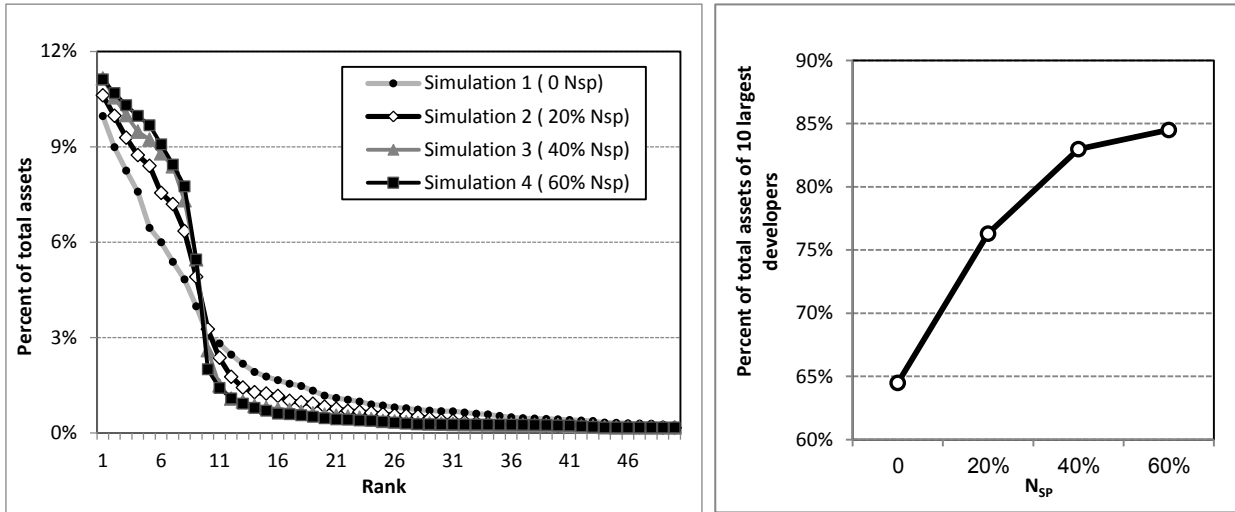 12%
9%
6%
3%
0%
Percent of total assets
Simulation 1 ( 0 Nsp)
Simulation 2 ( 20% Nsp)
Simulation 3 ( 40% Nsp)
Simulation 4 ( 60% Nsp)
1 6 11 16 21 26 31 36 41 46
Rank
Percent of total assets of 10 largest
developers
90%
85%
80%
75%
70%
65%
60%
0 20% 40% 60%
NSP